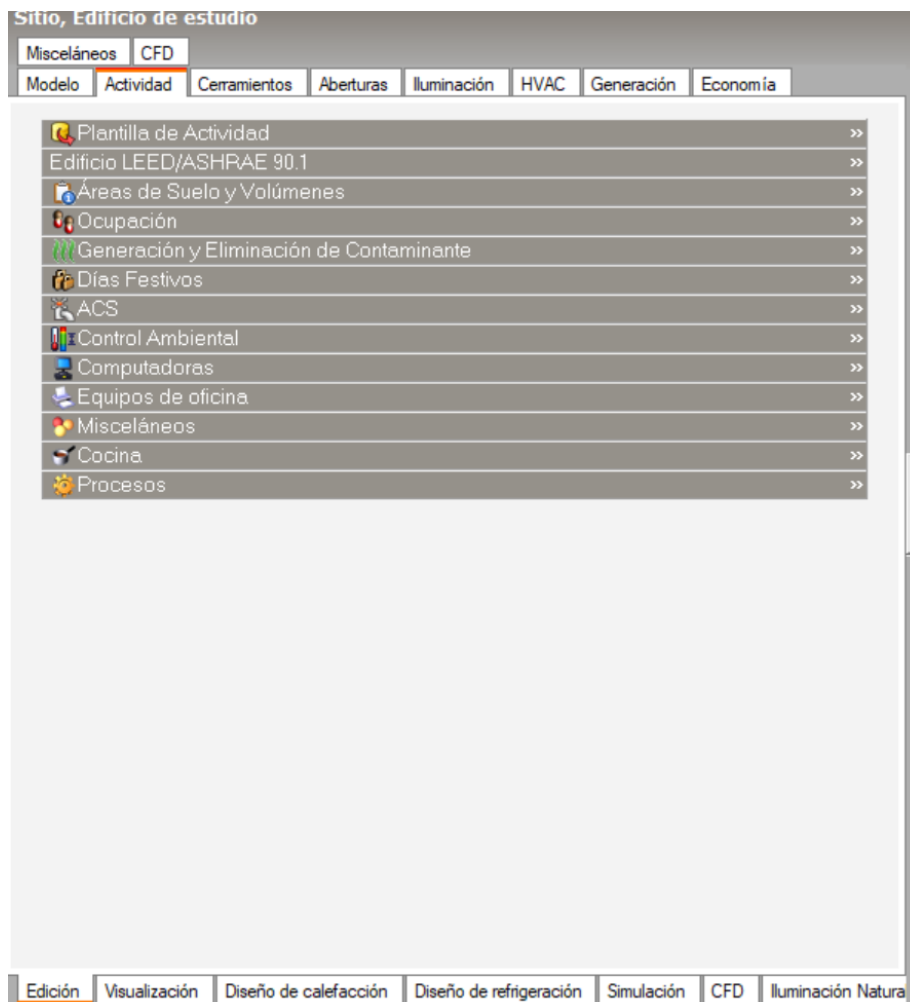 Sitio, Edificio de estudio
Misceláneos CFD
Modelo Actividad Cerramientos Aberturas Iluminación HVAC Generación Economía
Plantilla de Actividad »
Edificio LEED/ASHRAE 90.1 »
Áreas de Suelo y Volúmenes »
Ocupación »
Generación y Eliminación de Contaminante »
Días Festivos »
ACS »
Control Ambiental »
Computadoras »
Equipos de oficina »
Misceláneos »
Cocina »
Procesos »
Edición Visualización Diseño de calefacción Diseño de refrigeración Simulación CFD Iluminación Natura